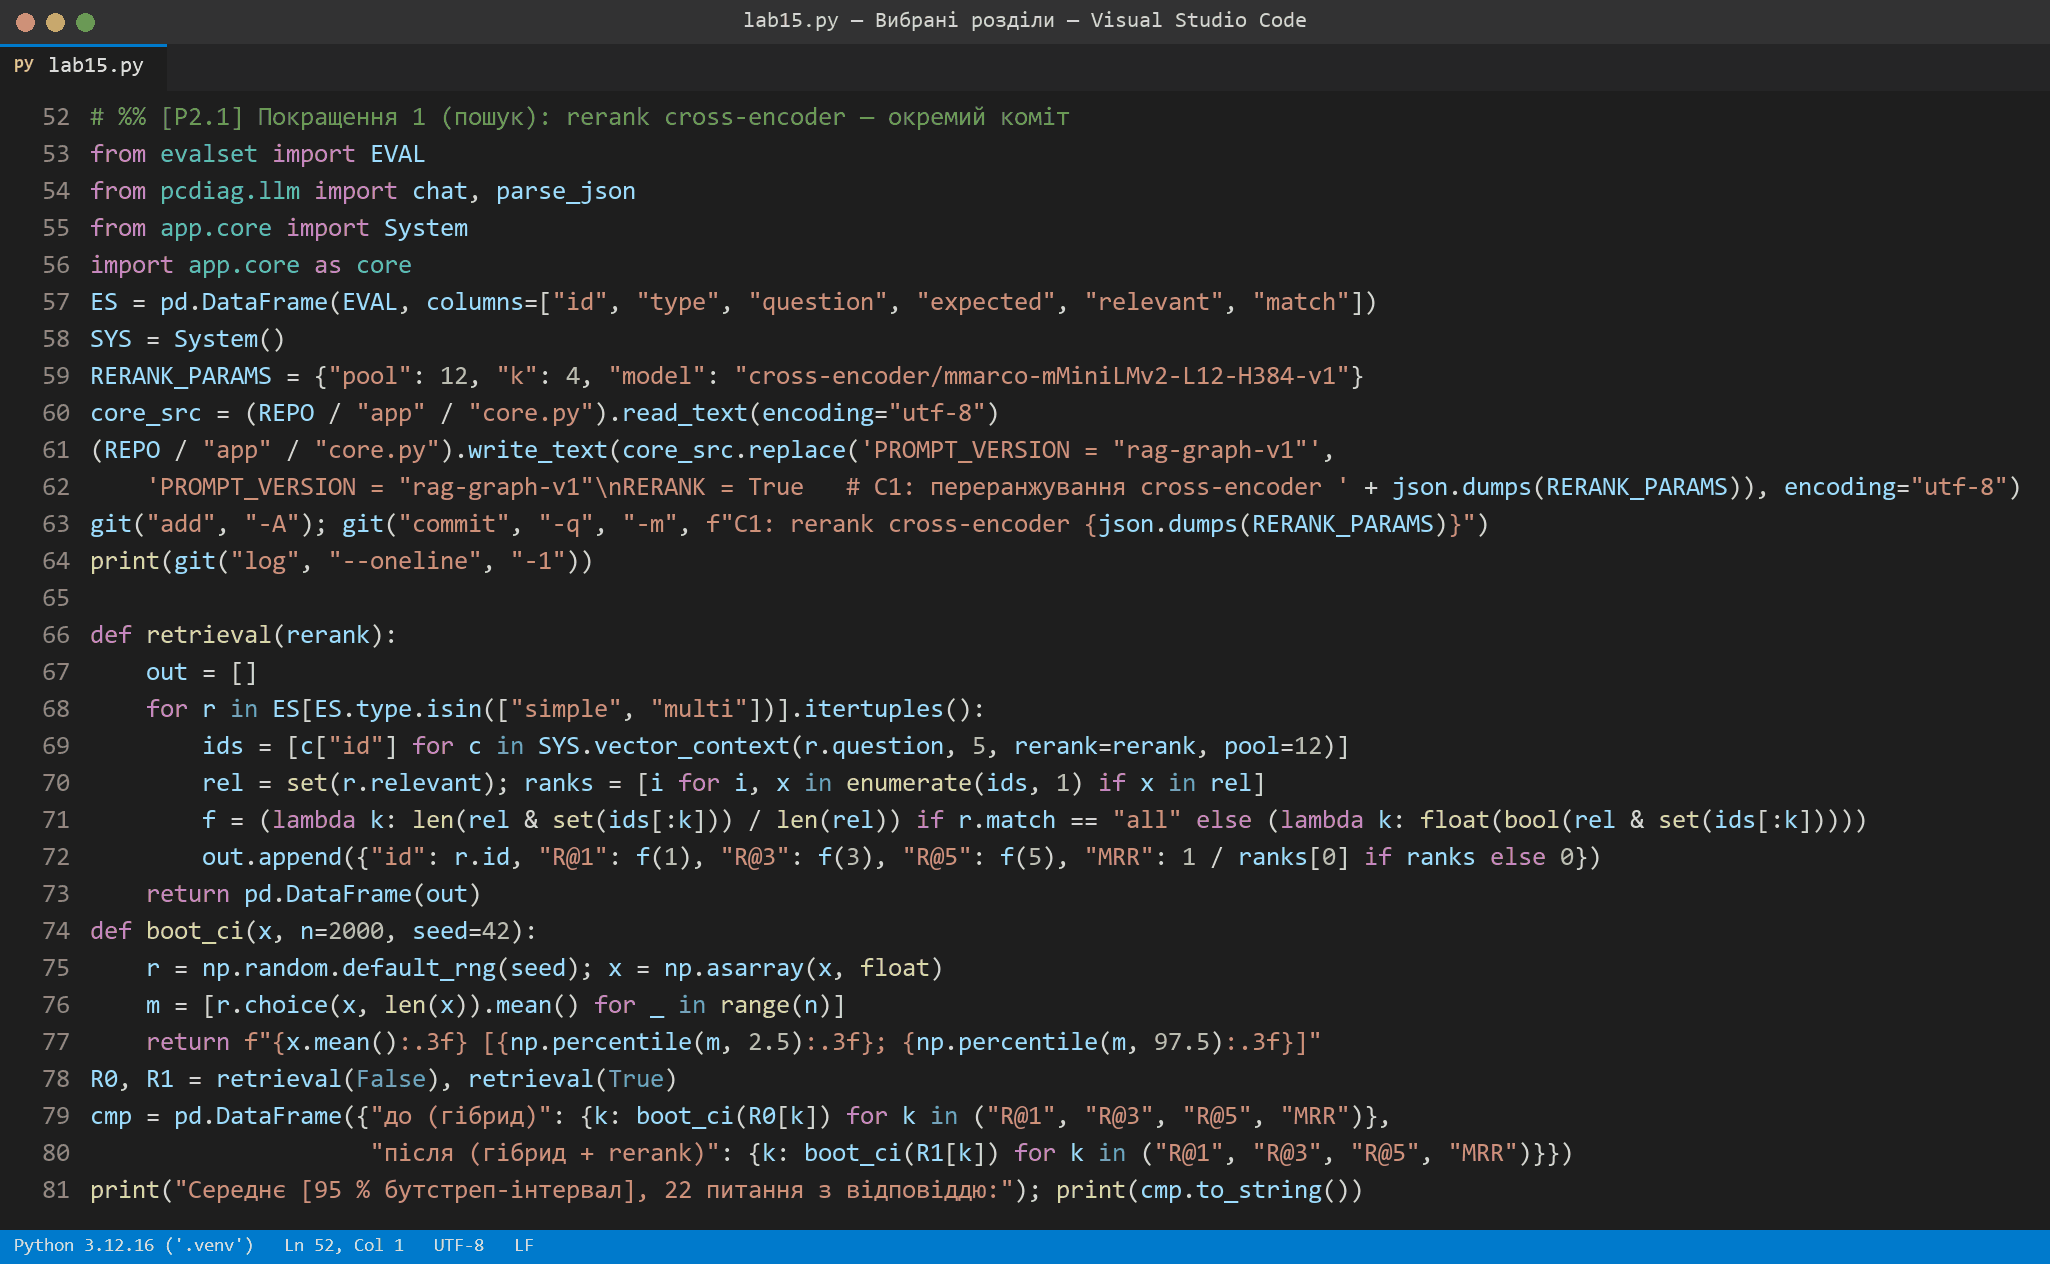 lab15.py — Вибрані розділи — Visual Studio Code
py lab15.py
52 # %% [P2.1] Покращення 1 (пошук): rerank cross-encoder — окремий коміт
53 from evalset import EVAL
54 from pcdiag.llm import chat, parse_json
55 from app.core import System
56 import app.core as core
57 ES = pd.DataFrame(EVAL, columns=["id", "type", "question", "expected", "relevant", "match"])
58 SYS = System()
59 RERANK_PARAMS = {"pool": 12, "k": 4, "model": "cross-encoder/mmarco-mMiniLMv2-L12-H384-v1"}
60 core_src = (REPO / "app" / "core.py").read_text(encoding="utf-8")
61 (REPO / "app" / "core.py").write_text(core_src.replace('PROMPT_VERSION = "rag-graph-v1"',
62     'PROMPT_VERSION = "rag-graph-v1"\nRERANK = True   # C1: переранжування cross-encoder ' + json.dumps(RERANK_PARAMS)), encoding="utf-8")
63 git("add", "-A"); git("commit", "-q", "-m", f"C1: rerank cross-encoder {json.dumps(RERANK_PARAMS)}")
64 print(git("log", "--oneline", "-1"))
65
66 def retrieval(rerank):
67     out = []
68     for r in ES[ES.type.isin(["simple", "multi"])].itertuples():
69         ids = [c["id"] for c in SYS.vector_context(r.question, 5, rerank=rerank, pool=12)]
70         rel = set(r.relevant); ranks = [i for i, x in enumerate(ids, 1) if x in rel]
71         f = (lambda k: len(rel & set(ids[:k])) / len(rel)) if r.match == "all" else (lambda k: float(bool(rel & set(ids[:k]))))
72         out.append({"id": r.id, "R@1": f(1), "R@3": f(3), "R@5": f(5), "MRR": 1 / ranks[0] if ranks else 0})
73     return pd.DataFrame(out)
74 def boot_ci(x, n=2000, seed=42):
75     r = np.random.default_rng(seed); x = np.asarray(x, float)
76     m = [r.choice(x, len(x)).mean() for _ in range(n)]
77     return f"{x.mean():.3f} [{np.percentile(m, 2.5):.3f}; {np.percentile(m, 97.5):.3f}]"
78 R0, R1 = retrieval(False), retrieval(True)
79 cmp = pd.DataFrame({"до (гібрид)": {k: boot_ci(R0[k]) for k in ("R@1", "R@3", "R@5", "MRR")},
80                     "після (гібрид + rerank)": {k: boot_ci(R1[k]) for k in ("R@1", "R@3", "R@5", "MRR")}})
81 print("Середнє [95 % бутстреп-інтервал], 22 питання з відповіддю:"); print(cmp.to_string())
Python 3.12.16 ('.venv')   Ln 52, Col 1   UTF-8   LF